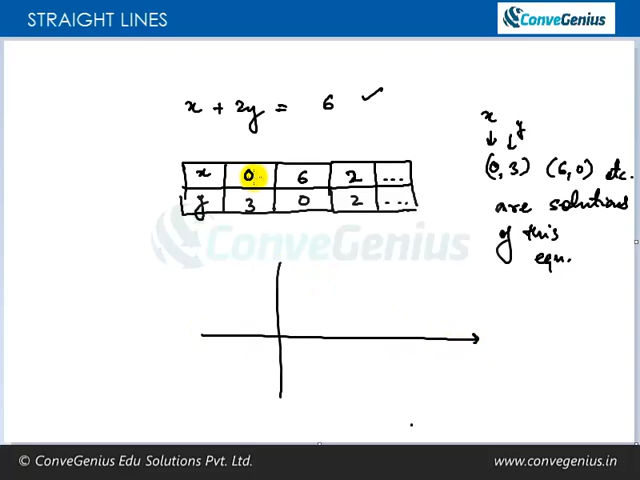 STRAIGHT LINES
ConveGenius
x + 2y = 6 ✓
x 0 6 2 ...
y 3 0 2 ...
x y
(0, 3) (6, 0) etc.
are solutions
of this
eqn.
ConveGenius
© ConveGenius Edu Solutions Pvt. Ltd.
www.convegenius.in